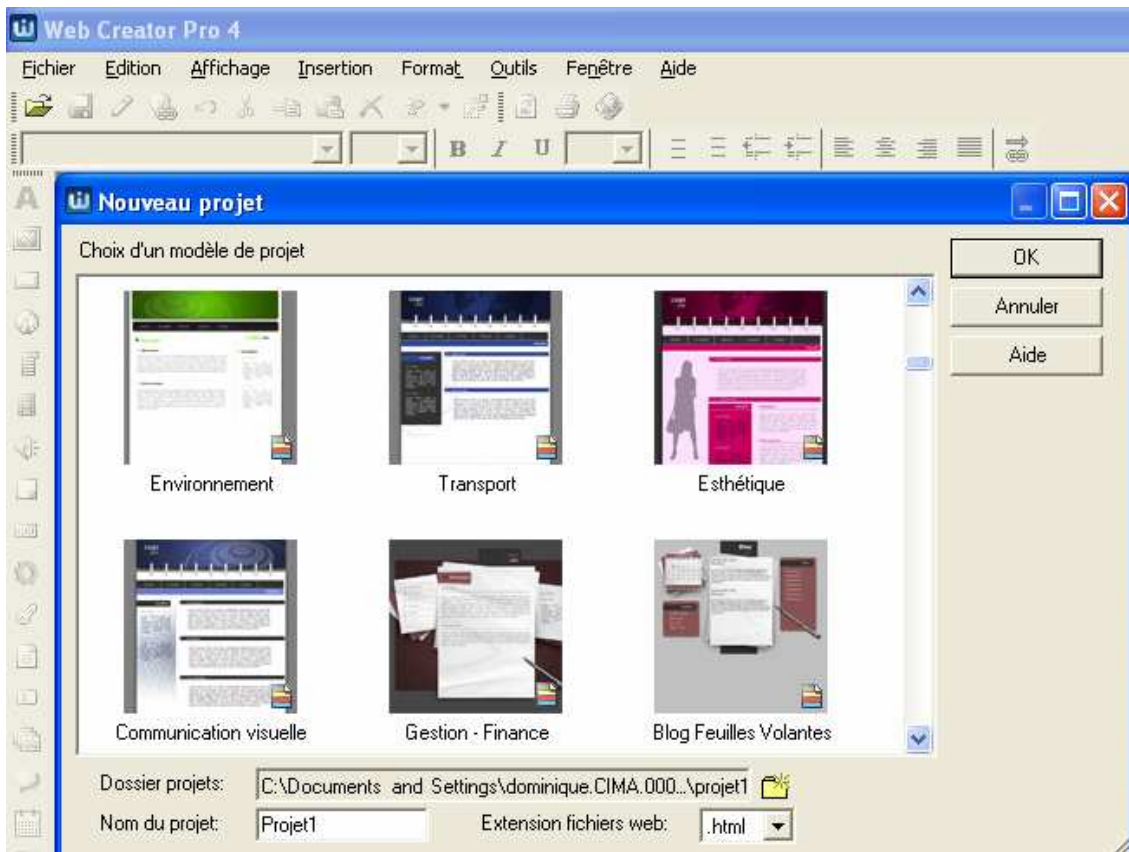 Web Creator Pro 4
Fichier Edition Affichage Insertion Format Outils Fenêtre Aide
B I U
A
Nouveau projet
Choix d'un modèle de projet
OK
Annuler
Aide
Environnement Transport Esthétique
Communication visuelle Gestion - Finance Blog Feuilles Volantes
Dossier projets: C:\Documents and Settings\dominique.CIMA.000...\projet1
Nom du projet: Projet1 Extension fichiers web: .html